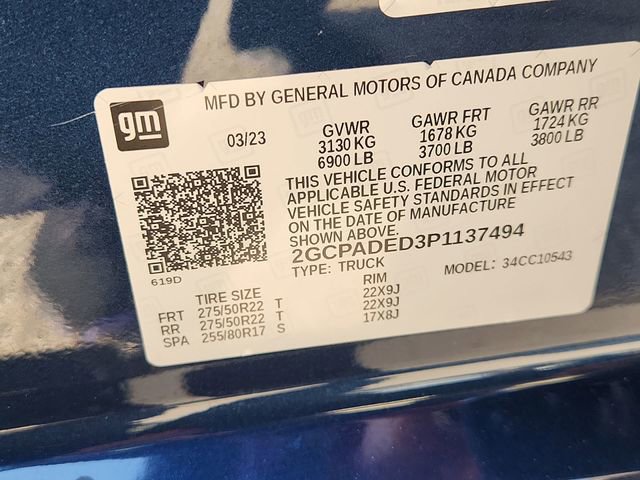 MFD BY GENERAL MOTORS OF CANADA COMPANY
gm
03/23
GVWR GAWR FRT GAWR RR
3130 KG 1678 KG 1724 KG
6900 LB 3700 LB 3800 LB
THIS VEHICLE CONFORMS TO ALL
APPLICABLE U.S. FEDERAL MOTOR
VEHICLE SAFETY STANDARDS IN EFFECT
ON THE DATE OF MANUFACTURE
SHOWN ABOVE.
2GCPADED3P1137494
TYPE: TRUCK MODEL: 34CC10543
619D
TIRE SIZE RIM
FRT 275/50R22 T 22X9J
RR 275/50R22 T 22X9J
SPA 255/80R17 S 17X8J